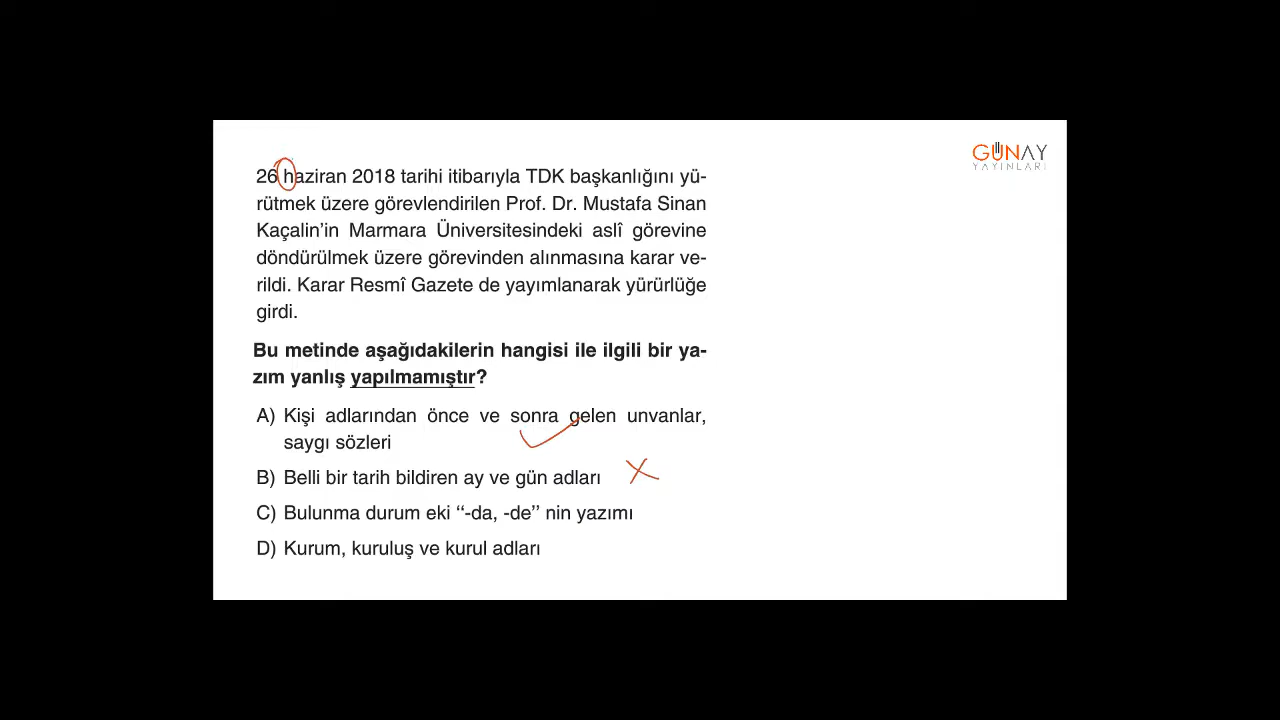 GÜNAY
YAYINLARI
26 haziran 2018 tarihi itibarıyla TDK başkanlığını yü-
rütmek üzere görevlendirilen Prof. Dr. Mustafa Sinan
Kaçalin’in Marmara Üniversitesindeki aslî görevine
döndürülmek üzere görevinden alınmasına karar ve-
rildi. Karar Resmî Gazete de yayımlanarak yürürlüğe
girdi.
Bu metinde aşağıdakilerin hangisi ile ilgili bir ya-
zım yanlış yapılmamıştır?
A) Kişi adlarından önce ve sonra gelen unvanlar,
saygı sözleri
B) Belli bir tarih bildiren ay ve gün adları
C) Bulunma durum eki ‘‘-da, -de’’ nin yazımı
D) Kurum, kuruluş ve kurul adları